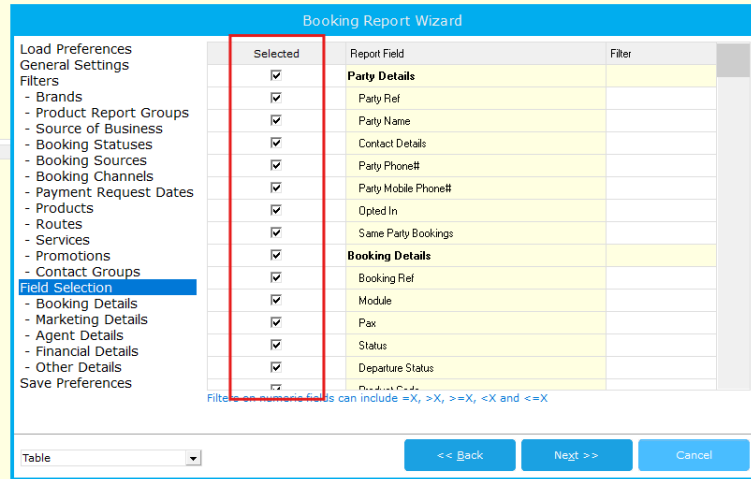 Booking Report Wizard
Load Preferences
General Settings
Filters
- Brands
- Product Report Groups
- Source of Business
- Booking Statuses
- Booking Sources
- Booking Channels
- Payment Request Dates
- Products
- Routes
- Services
- Promotions
- Contact Groups
Field Selection
- Booking Details
- Marketing Details
- Agent Details
- Financial Details
- Other Details
Save Preferences
Selected Report Field Filter
Party Details
Party Ref
Party Name
Contact Details
Party Phone#
Party Mobile Phone#
Opted In
Same Party Bookings
Booking Details
Booking Ref
Module
Pax
Status
Departure Status
Product Code
Filters on numeric fields can include =X, >X, >=X, <X and <=X
Table
<< Back Next >> Cancel